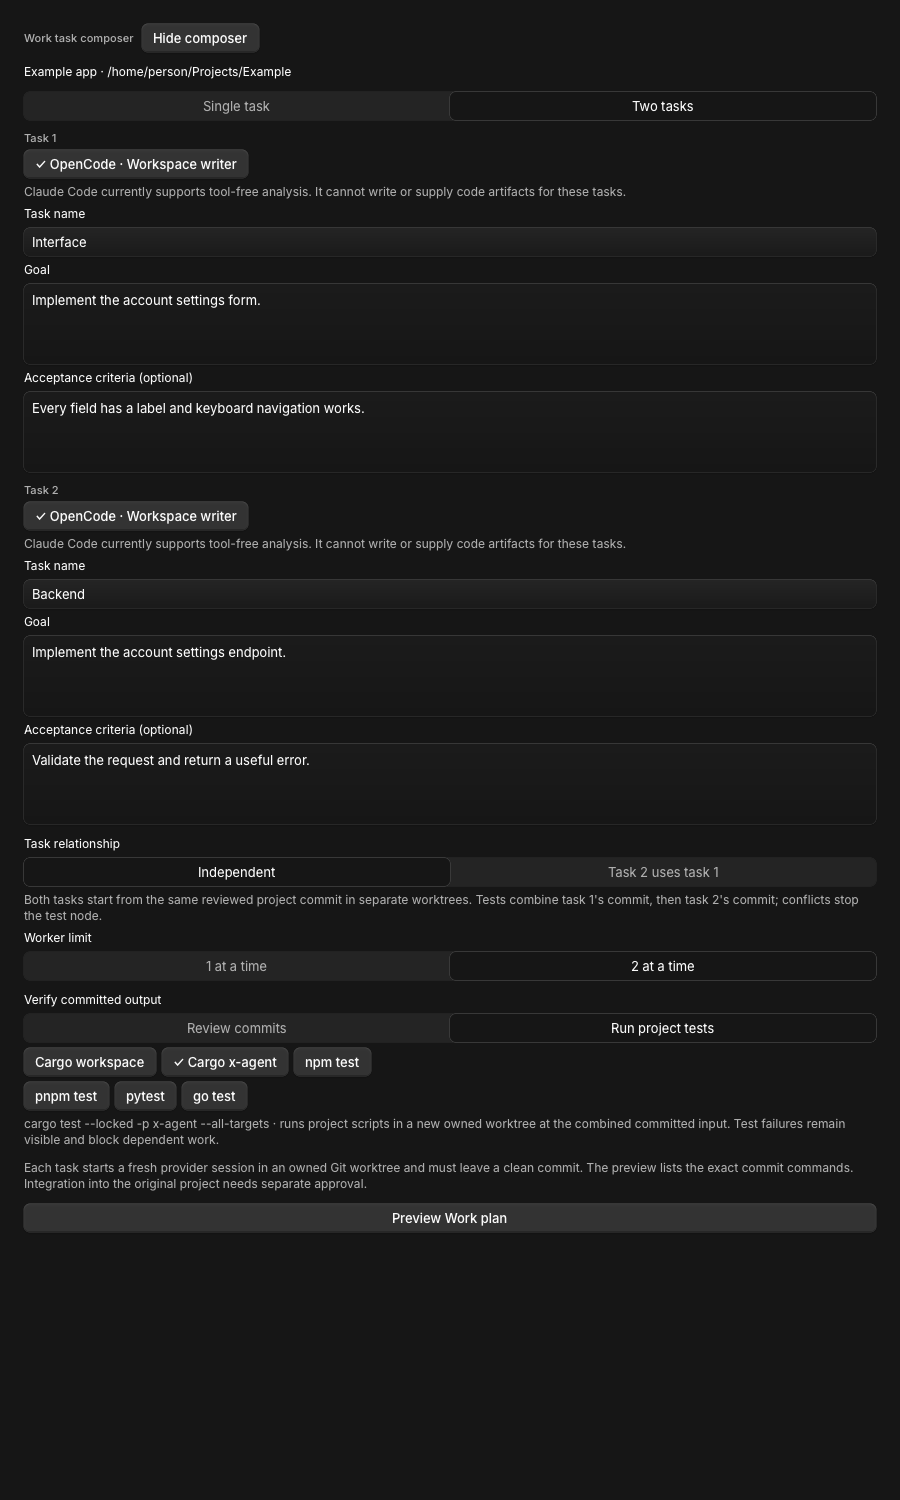 Work task composer Hide composer
Example app · /home/person/Projects/Example
Single task Two tasks
Task 1
✓ OpenCode · Workspace writer
Claude Code currently supports tool-free analysis. It cannot write or supply code artifacts for these tasks.
Task name
Interface
Goal
Implement the account settings form.
Acceptance criteria (optional)
Every field has a label and keyboard navigation works.
Task 2
✓ OpenCode · Workspace writer
Claude Code currently supports tool-free analysis. It cannot write or supply code artifacts for these tasks.
Task name
Backend
Goal
Implement the account settings endpoint.
Acceptance criteria (optional)
Validate the request and return a useful error.
Task relationship
Independent Task 2 uses task 1
Both tasks start from the same reviewed project commit in separate worktrees. Tests combine task 1's commit, then task 2's commit; conflicts stop
the test node.
Worker limit
1 at a time 2 at a time
Verify committed output
Review commits Run project tests
Cargo workspace ✓ Cargo x-agent npm test
pnpm test pytest go test
cargo test --locked -p x-agent --all-targets · runs project scripts in a new owned worktree at the combined committed input. Test failures remain
visible and block dependent work.
Each task starts a fresh provider session in an owned Git worktree and must leave a clean commit. The preview lists the exact commit commands.
Integration into the original project needs separate approval.
Preview Work plan